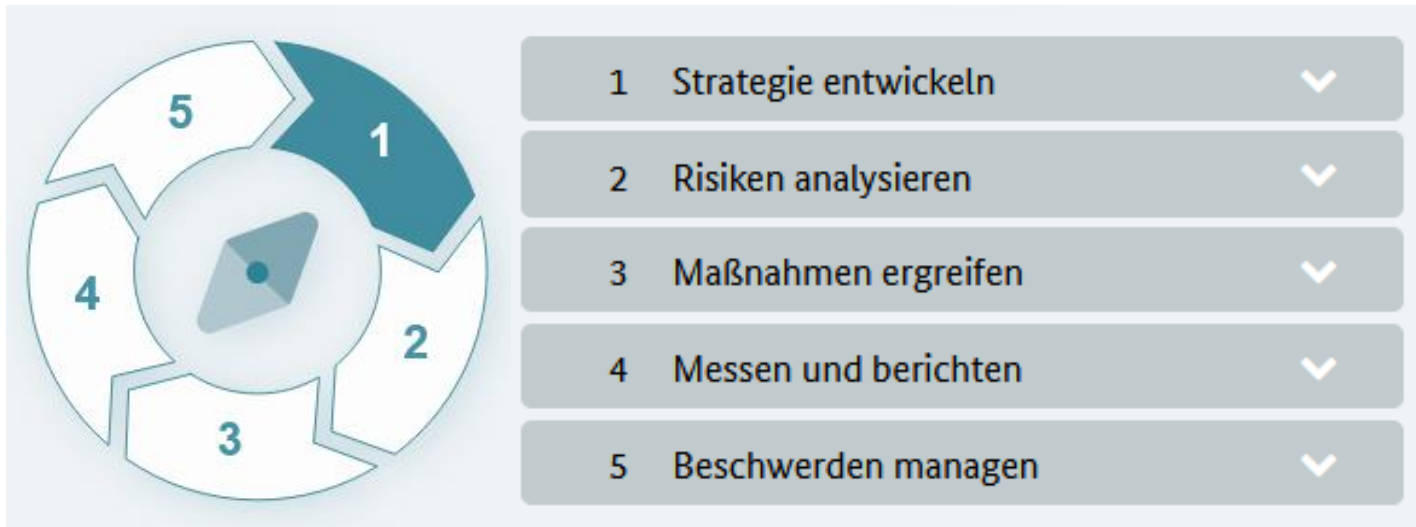 5
1
4
2
3
1 Strategie entwickeln
2 Risiken analysieren
3 Maßnahmen ergreifen
4 Messen und berichten
5 Beschwerden managen